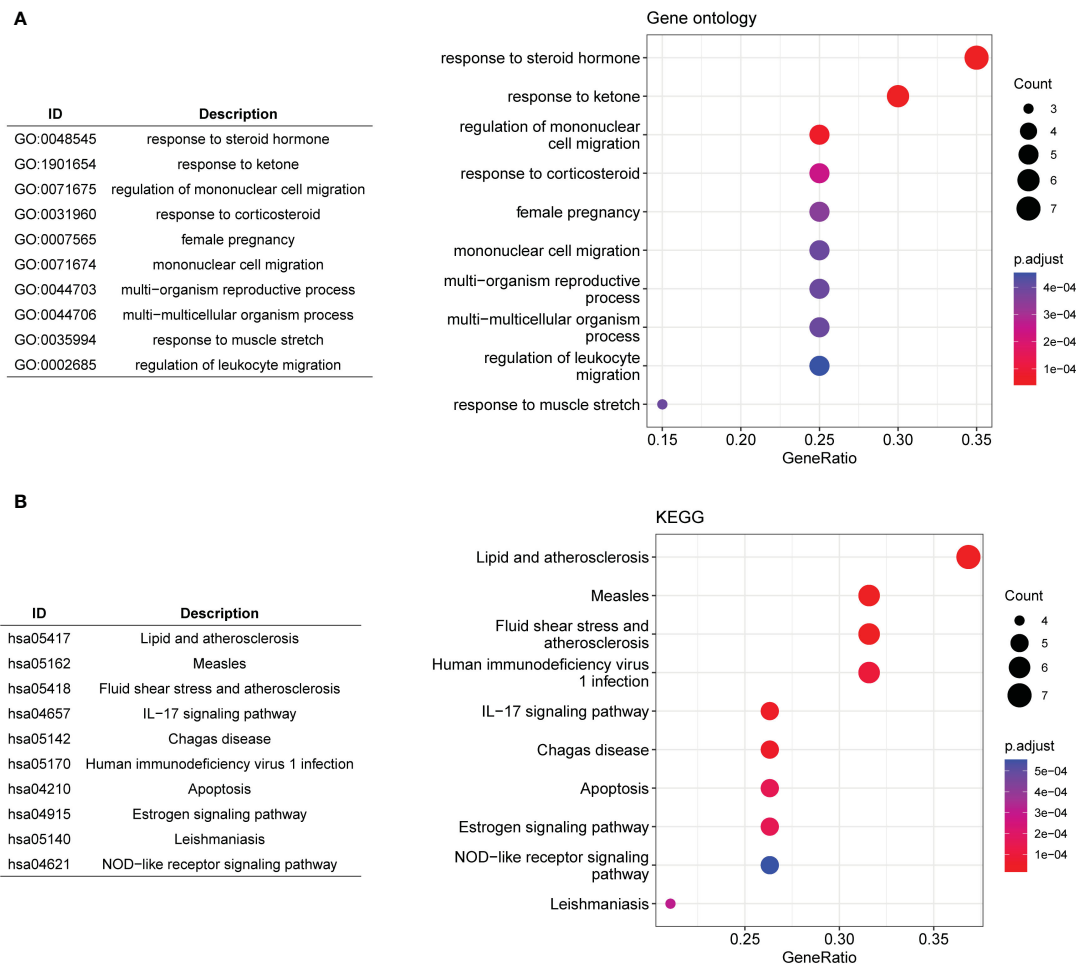 A
ID Description
GO:0048545 response to steroid hormone
GO:1901654 response to ketone
GO:0071675 regulation of mononuclear cell migration
GO:0031960 response to corticosteroid
GO:0007565 female pregnancy
GO:0071674 mononuclear cell migration
GO:0044703 multi−organism reproductive process
GO:0044706 multi−multicellular organism process
GO:0035994 response to muscle stretch
GO:0002685 regulation of leukocyte migration
Gene ontology
response to steroid hormone
response to ketone
regulation of mononuclear
cell migration
response to corticosteroid
female pregnancy
mononuclear cell migration
multi−organism reproductive
process
multi−multicellular organism
process
regulation of leukocyte
migration
response to muscle stretch
0.15 0.20 0.25 0.30 0.35
GeneRatio
Count
3
4
5
6
7
p.adjust
4e−04
3e−04
2e−04
1e−04
B
ID Description
hsa05417 Lipid and atherosclerosis
hsa05162 Measles
hsa05418 Fluid shear stress and atherosclerosis
hsa04657 IL−17 signaling pathway
hsa05142 Chagas disease
hsa05170 Human immunodeficiency virus 1 infection
hsa04210 Apoptosis
hsa04915 Estrogen signaling pathway
hsa05140 Leishmaniasis
hsa04621 NOD−like receptor signaling pathway
KEGG
Lipid and atherosclerosis
Measles
Fluid shear stress and
atherosclerosis
Human immunodeficiency virus
1 infection
IL−17 signaling pathway
Chagas disease
Apoptosis
Estrogen signaling pathway
NOD−like receptor signaling
pathway
Leishmaniasis
0.25 0.30 0.35
GeneRatio
Count
4
5
6
7
p.adjust
5e−04
4e−04
3e−04
2e−04
1e−04